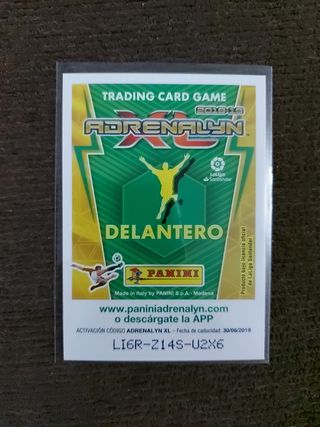 TRADING CARD GAME
2018-19
ADRENALYN
XL
LaLiga
Santander
DELANTERO
PANINI
Made in Italy by PANINI S.p.A. - Modena
Producto bajo licencia oficial
de LaLiga Santander
www.paniniadrenalyn.com
o descárgate la APP
ACTIVACIÓN CÓDIGO ADRENALYN XL - Fecha de caducidad: 30/06/2019
LI6R-Z14S-U2X6